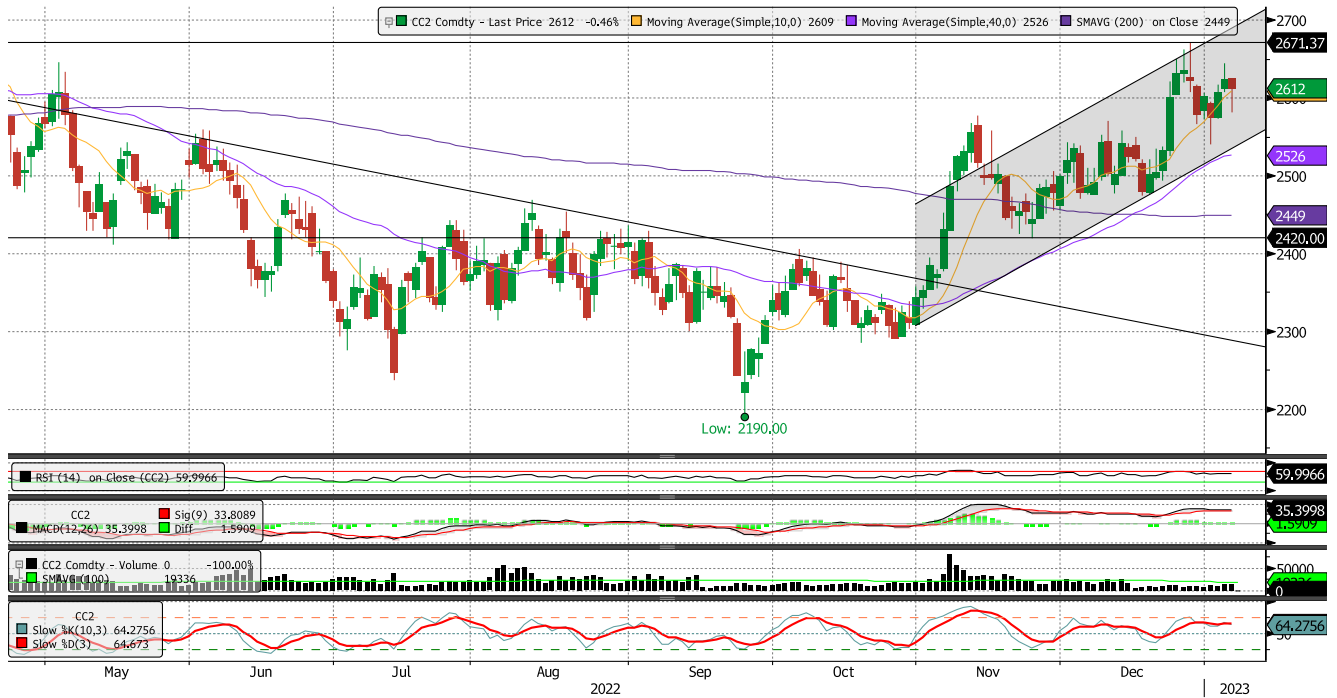 CC2 Comdty - Last Price 2612 -0.46% Moving Average(Simple,10,0) 2609 Moving Average(Simple,40,0) 2526 SMAVG (200) on Close 2449
2700
2671.37
2612
2526
2500
2449
2420.00
2400
2300
2200
Low: 2190.00
RSI (14) on Close (CC2) 59.9966
59.9966
CC2 Sig(9) 33.8089
MACD(12,26) 35.3998 Diff 1.5909
35.3998
1.5909
CC2 Comdty - Volume 0 -100.00%
SMAVG (100) 19336
50000
0
CC2
Slow %K(10,3) 64.2756
Slow %D(3) 64.673
64.2756
May Jun Jul Aug Sep Oct Nov Dec
2022 2023